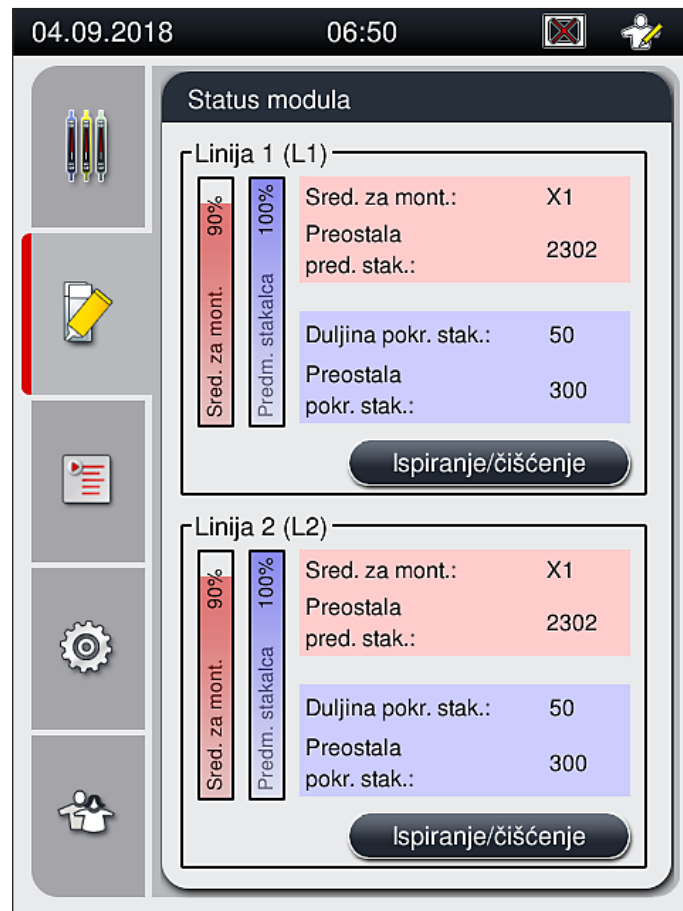 04.09.2018 06:50
Status modula
Linija 1 (L1)
Sred. za mont. 90%
Predm. stakalca 100%
Sred. za mont.: X1
Preostala
pred. stak.: 2302
Duljina pokr. stak.: 50
Preostala
pokr. stak.: 300
Ispiranje/čišćenje
Linija 2 (L2)
Sred. za mont. 90%
Predm. stakalca 100%
Sred. za mont.: X1
Preostala
pred. stak.: 2302
Duljina pokr. stak.: 50
Preostala
pokr. stak.: 300
Ispiranje/čišćenje